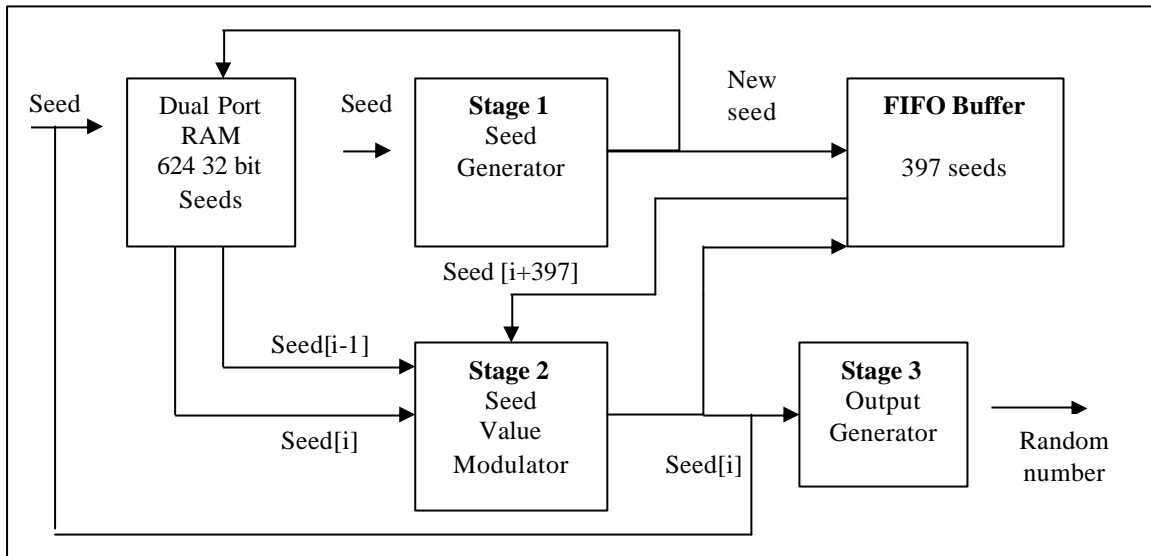 Seed
Dual Port
RAM
624 32 bit
Seeds
Seed
Stage 1
Seed
Generator
New
seed
FIFO Buffer
397 seeds
Seed [i+397]
Seed[i-1]
Seed[i]
Stage 2
Seed
Value
Modulator
Seed[i]
Stage 3
Output
Generator
Random
number